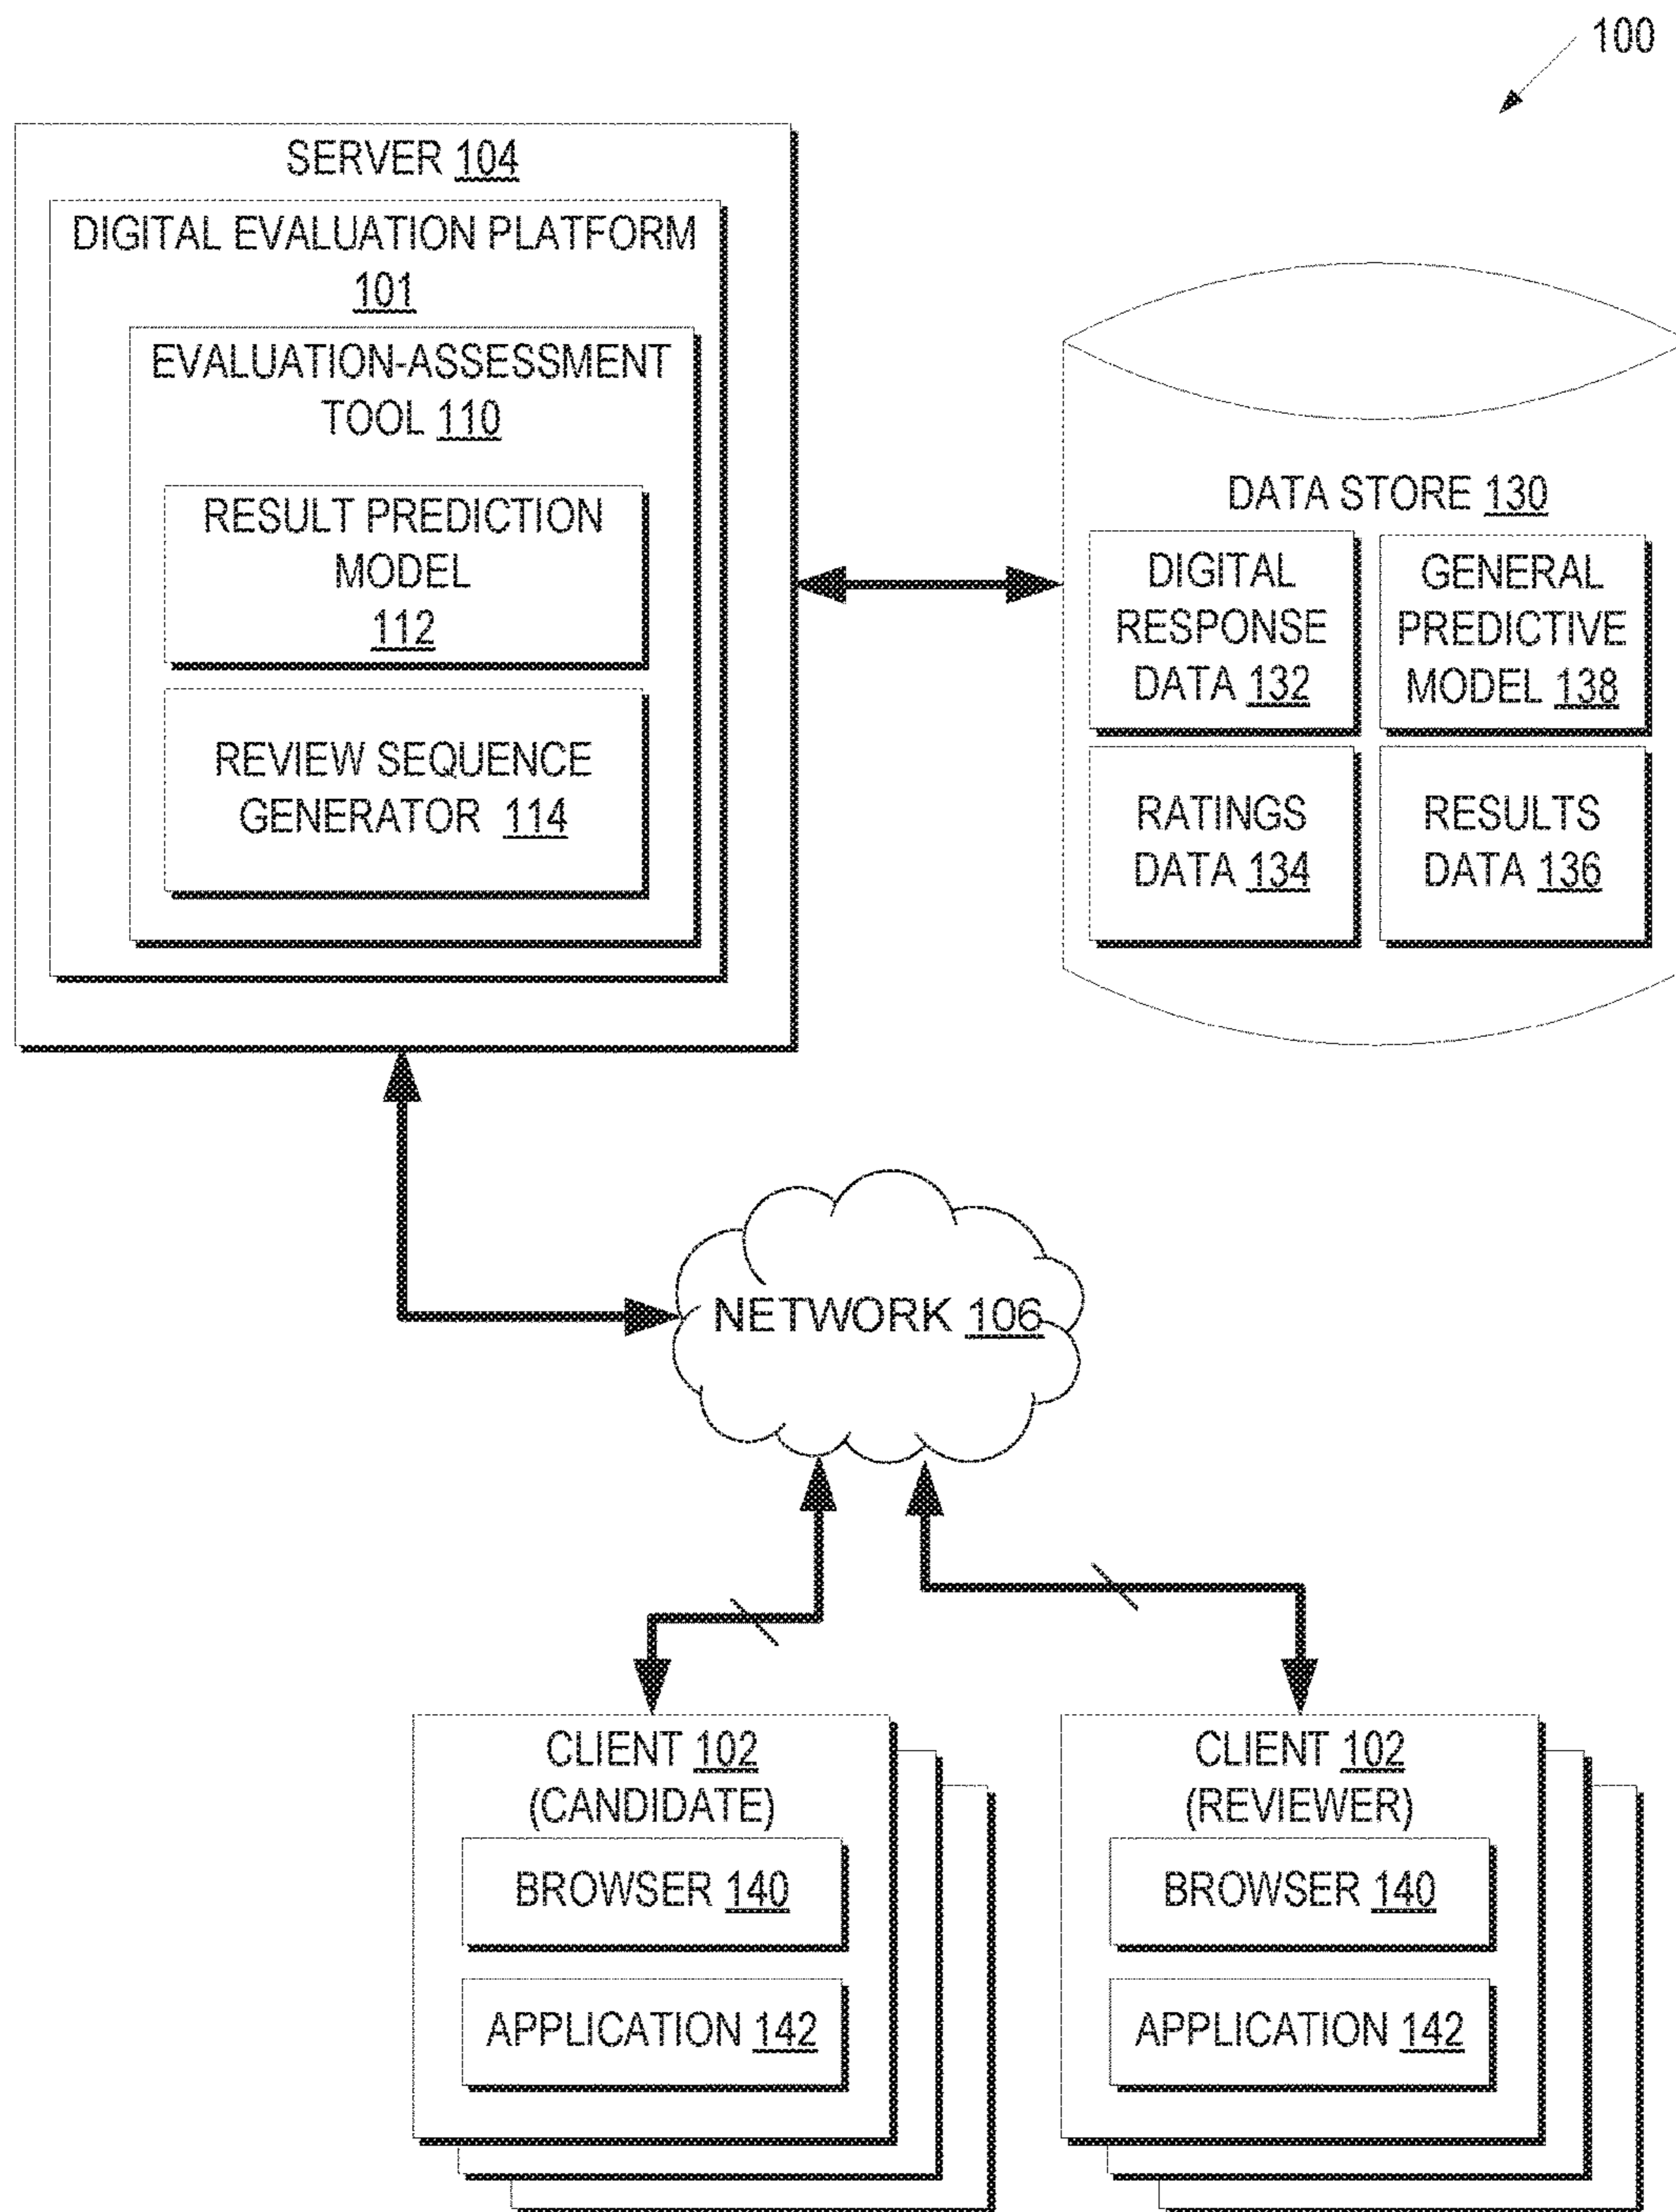 100
SERVER 104
DIGITAL EVALUATION PLATFORM
101
EVALUATION-ASSESSMENT
TOOL 110
RESULT PREDICTION
MODEL
112
REVIEW SEQUENCE
GENERATOR 114
DATA STORE 130
DIGITAL
RESPONSE
DATA 132
GENERAL
PREDICTIVE
MODEL 138
RATINGS
DATA 134
RESULTS
DATA 136
NETWORK 106
CLIENT 102
(CANDIDATE)
BROWSER 140
APPLICATION 142
CLIENT 102
(REVIEWER)
BROWSER 140
APPLICATION 142